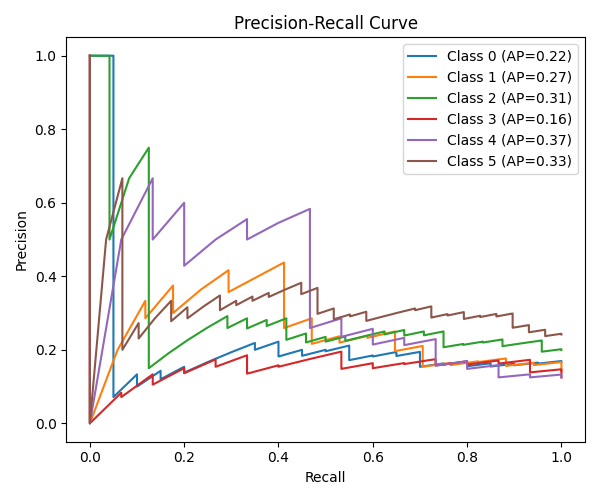 Precision-Recall Curve
Class 0 (AP=0.22)
Class 1 (AP=0.27)
Class 2 (AP=0.31)
Class 3 (AP=0.16)
Class 4 (AP=0.37)
Class 5 (AP=0.33)
Precision
1.0
0.8
0.6
0.4
0.2
0.0
0.0 0.2 0.4 0.6 0.8 1.0
Recall